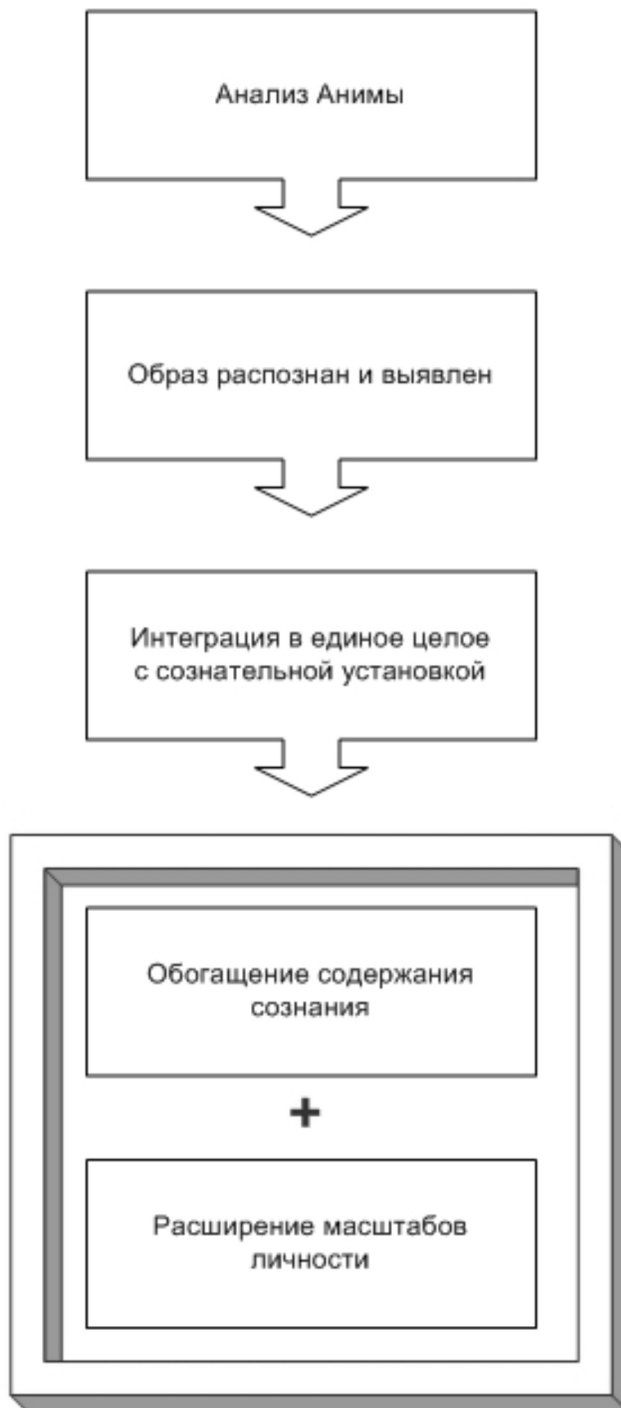 Анализ Анимы
Образ распознан и выявлен
Интеграция в единое целое
с сознательной установкой
Обогащение содержания
сознания
+
Расширение масштабов
личности